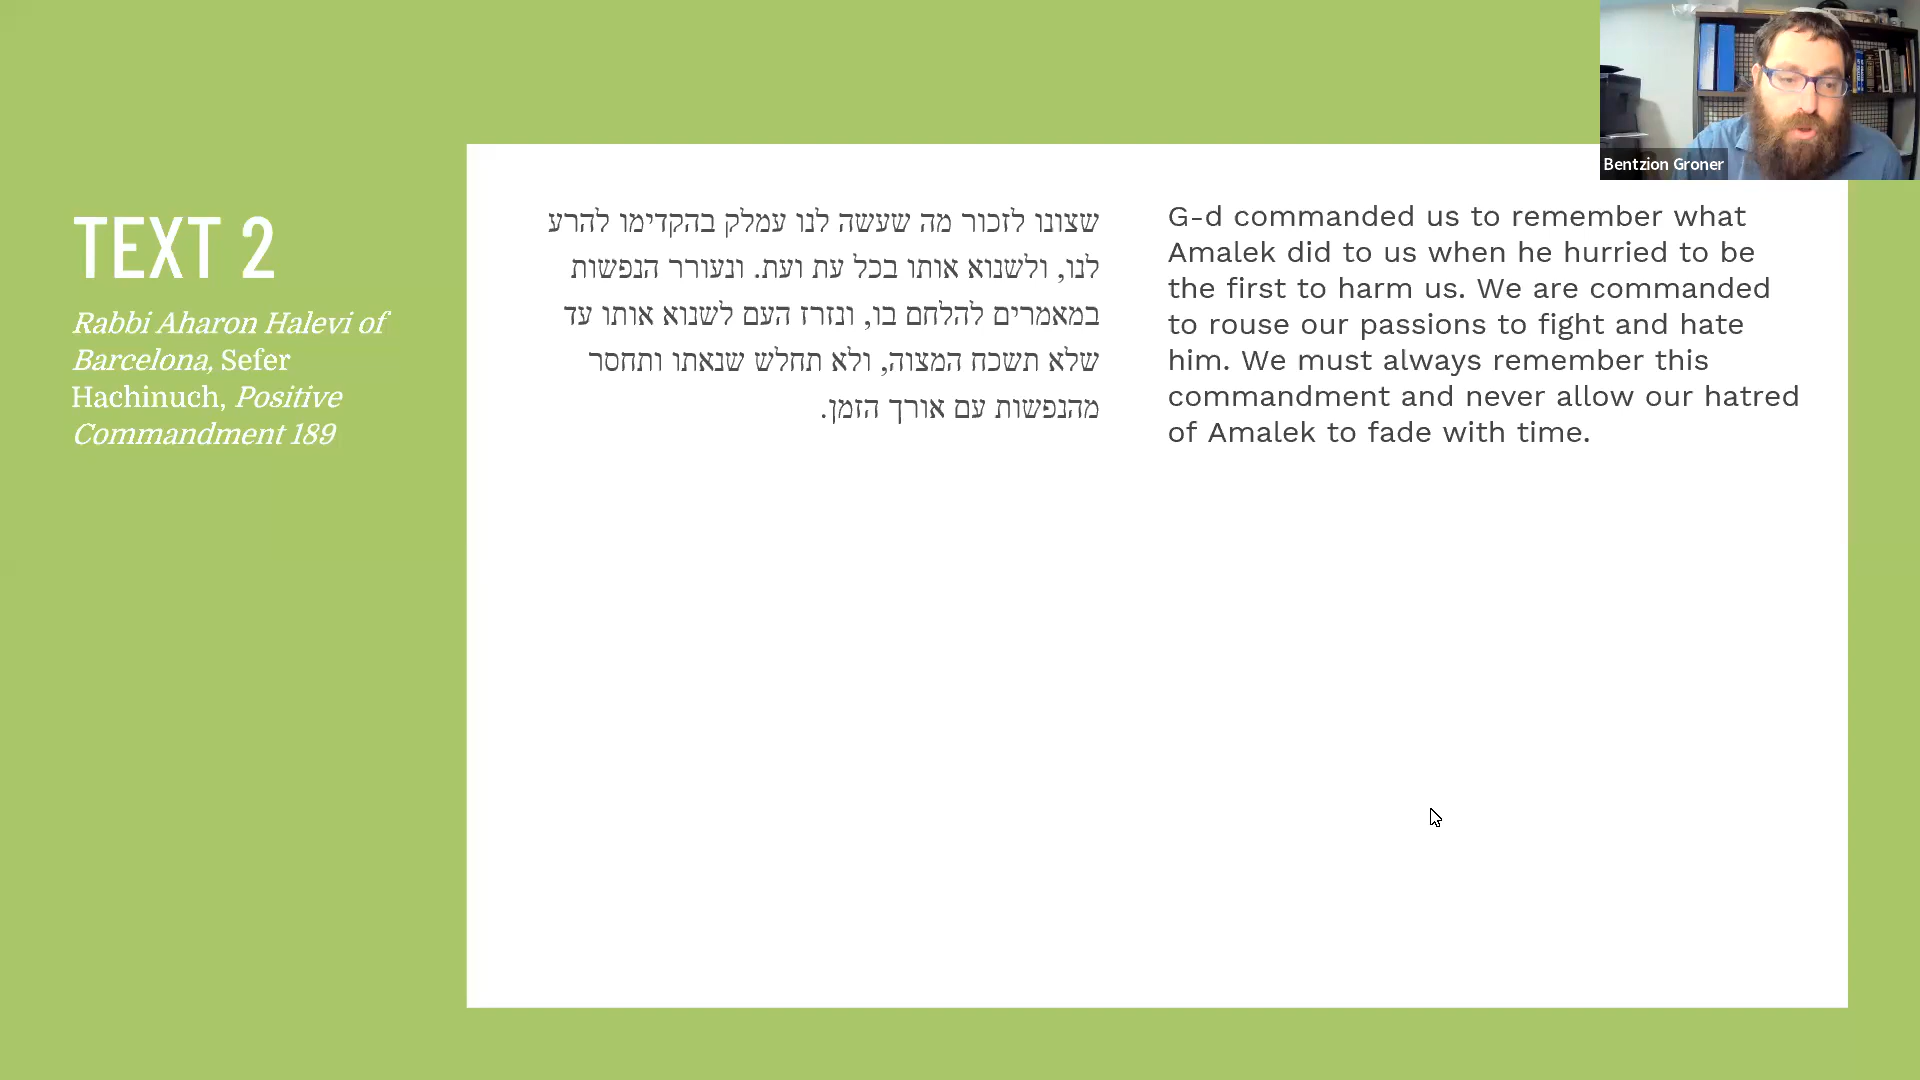 TEXT 2
Rabbi Aharon Halevi of
Barcelona, Sefer
Hachinuch, Positive
Commandment 189
שצונו לזכור מה שעשה לנו עמלק בהקדימו להרע
לנו, ולשנוא אותו בכל עת ועת. ונעורר הנפשות
במאמרים להלחם בו, ונזרז העם לשנוא אותו עד
שלא תשכח המצוה, ולא תחלש שנאתו ותחסר
מהנפשות עם אורך הזמן.
G-d commanded us to remember what
Amalek did to us when he hurried to be
the first to harm us. We are commanded
to rouse our passions to fight and hate
him. We must always remember this
commandment and never allow our hatred
of Amalek to fade with time.
Bentzion Groner